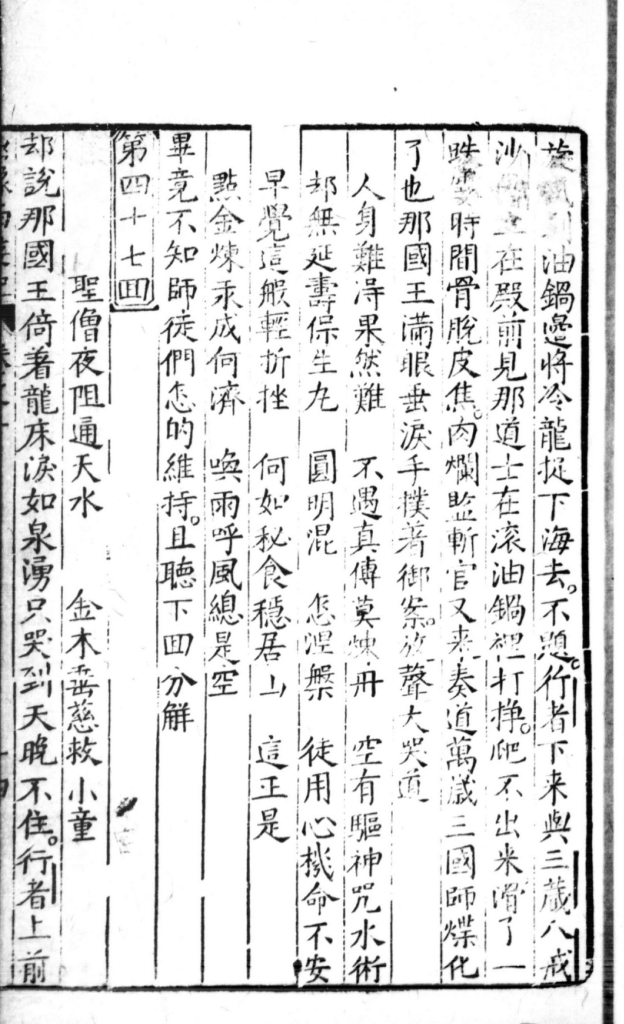 旋風到油鍋邊將冷龍捉下海去。不題。行者下来與三藏八戒
沙僧立在殿前見那道士在滾油鍋裡打掙。爬不出来滑了一
跌霎時間骨脫皮焦。肉爛監斬官又来奏道萬歲三國師煠化
了也那國王滿眼垂淚手撲著御案。放聲大哭道
人身難淂果然難　不遇真傳莫煉丹　空有驅神咒水術
却無延壽保生丸　圓明混　怎涅槃　徒用心機命不安
早覺這般輕折挫　何如秘食穩居山　這正是
點金煉汞成何濟　喚雨呼風總是空
畢竟不知師徒們怎的維持。且聽下回分解
第四十七回
聖僧夜阻通天水　金木垂慈救小童
却說那國王倚著龍床淚如泉湧只哭到天晚不住。行者上前